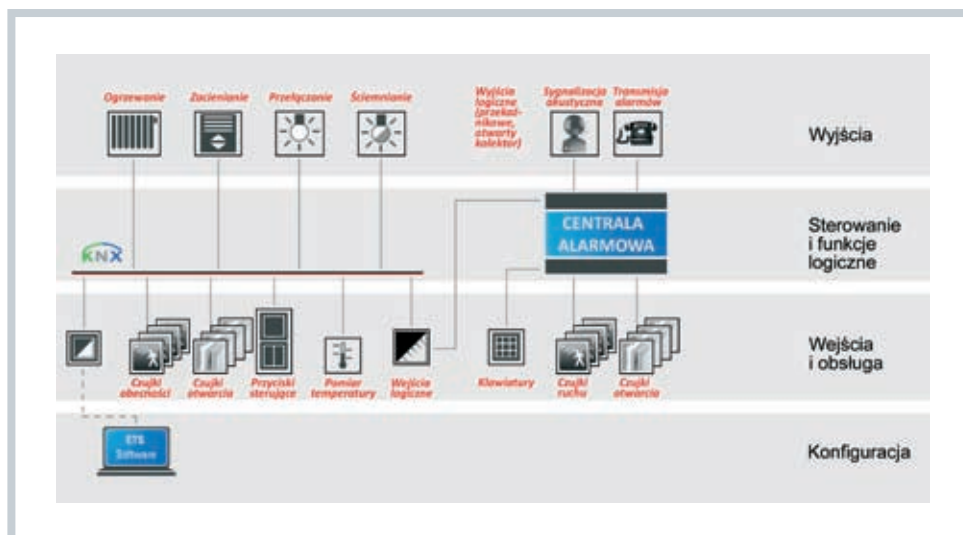 Ogrzewanie
Zacienianie
Przełączanie
Ściemnianie
Wyjście
logiczne
(przekaź-
nikowe,
otwarty
kolektor)
Sygnalizacja
akustyczna
Transmisja
alarmów
Wyjścia
KNX
CENTRALA
ALARMOWA
Sterowanie
i funkcje
logiczne
Czujki
obecności
Czujki
otwarcia
Przyciski
sterujące
Pomiar
temperatury
Wejście
logiczne
Klawiatury
Czujki
ruchu
Czujki
otwarcia
Wejścia
i obsługa
ETS
Software
Konfiguracja